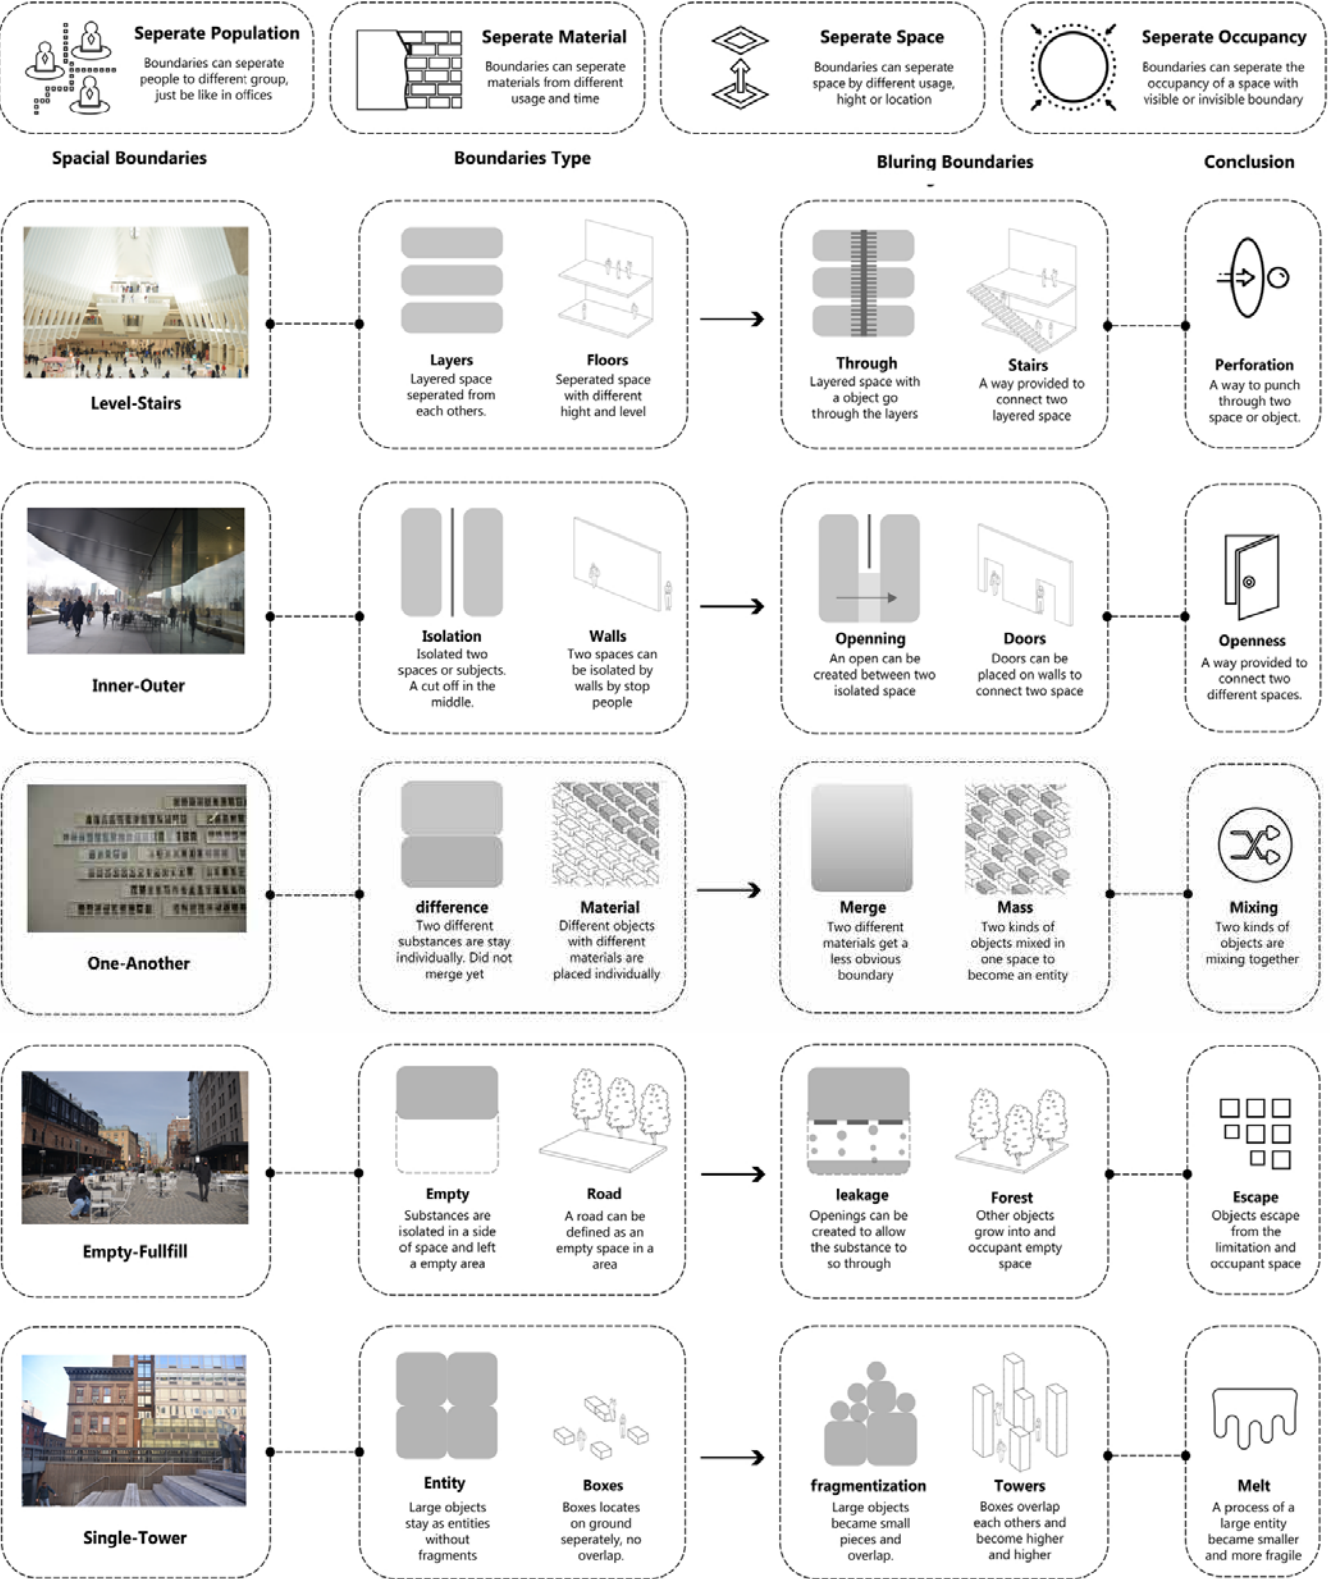 Seperate Population
Boundaries can seperate
people to different group,
just be like in offices
Seperate Material
Boundaries can seperate
materials from different
usage and time
Seperate Space
Boundaries can seperate
space by different usage,
hight or location
Seperate Occupancy
Boundaries can seperate the
occupancy of a space with
visible or invisible boundary
Spacial Boundaries
Boundaries Type
Bluring Boundaries
Conclusion
Level-Stairs
Layers
Layered space
seperated from
each others.
Floors
Seperated space
with different
hight and level
Through
Layered space with
a object go
through the layers
Stairs
A way provided to
connect two
layered space
Perforation
A way to punch
through two
space or object.
Inner-Outer
Isolation
Isolated two
spaces or subjects.
A cut off in the
middle.
Walls
Two spaces can
be isolated by
walls by stop
people
Openning
An open can be
created between two
isolated space
Doors
Doors can be
placed on walls to
connect two space
Openness
A way provided to
connect two
different spaces.
One-Another
difference
Two different
substances are stay
individually. Did not
merge yet
Material
Different objects
with different
materials are
placed individually
Merge
Two different
materials get a
less obvious
boundary
Mass
Two kinds of
objects mixed in
one space to
become an entity
Mixing
Two kinds of
objects are
mixing together
Empty-Fullfill
Empty
Substances are
isolated in a side
of space and left
a empty area
Road
A road can be
defined as an
empty space in a
area
leakage
Openings can be
created to allow
the substance to
so through
Forest
Other objects
grow into and
occupant empty
space
Escape
Objects escape
from the
limitation and
occupant space
Single-Tower
Entity
Large objects
stay as entities
without
fragments
Boxes
Boxes locates
on ground
seperately, no
overlap.
fragmentization
Large objects
became small
pieces and
overlap.
Towers
Boxes overlap
each others and
become higher
and higher
Melt
A process of a
large entity
became smaller
and more fragile